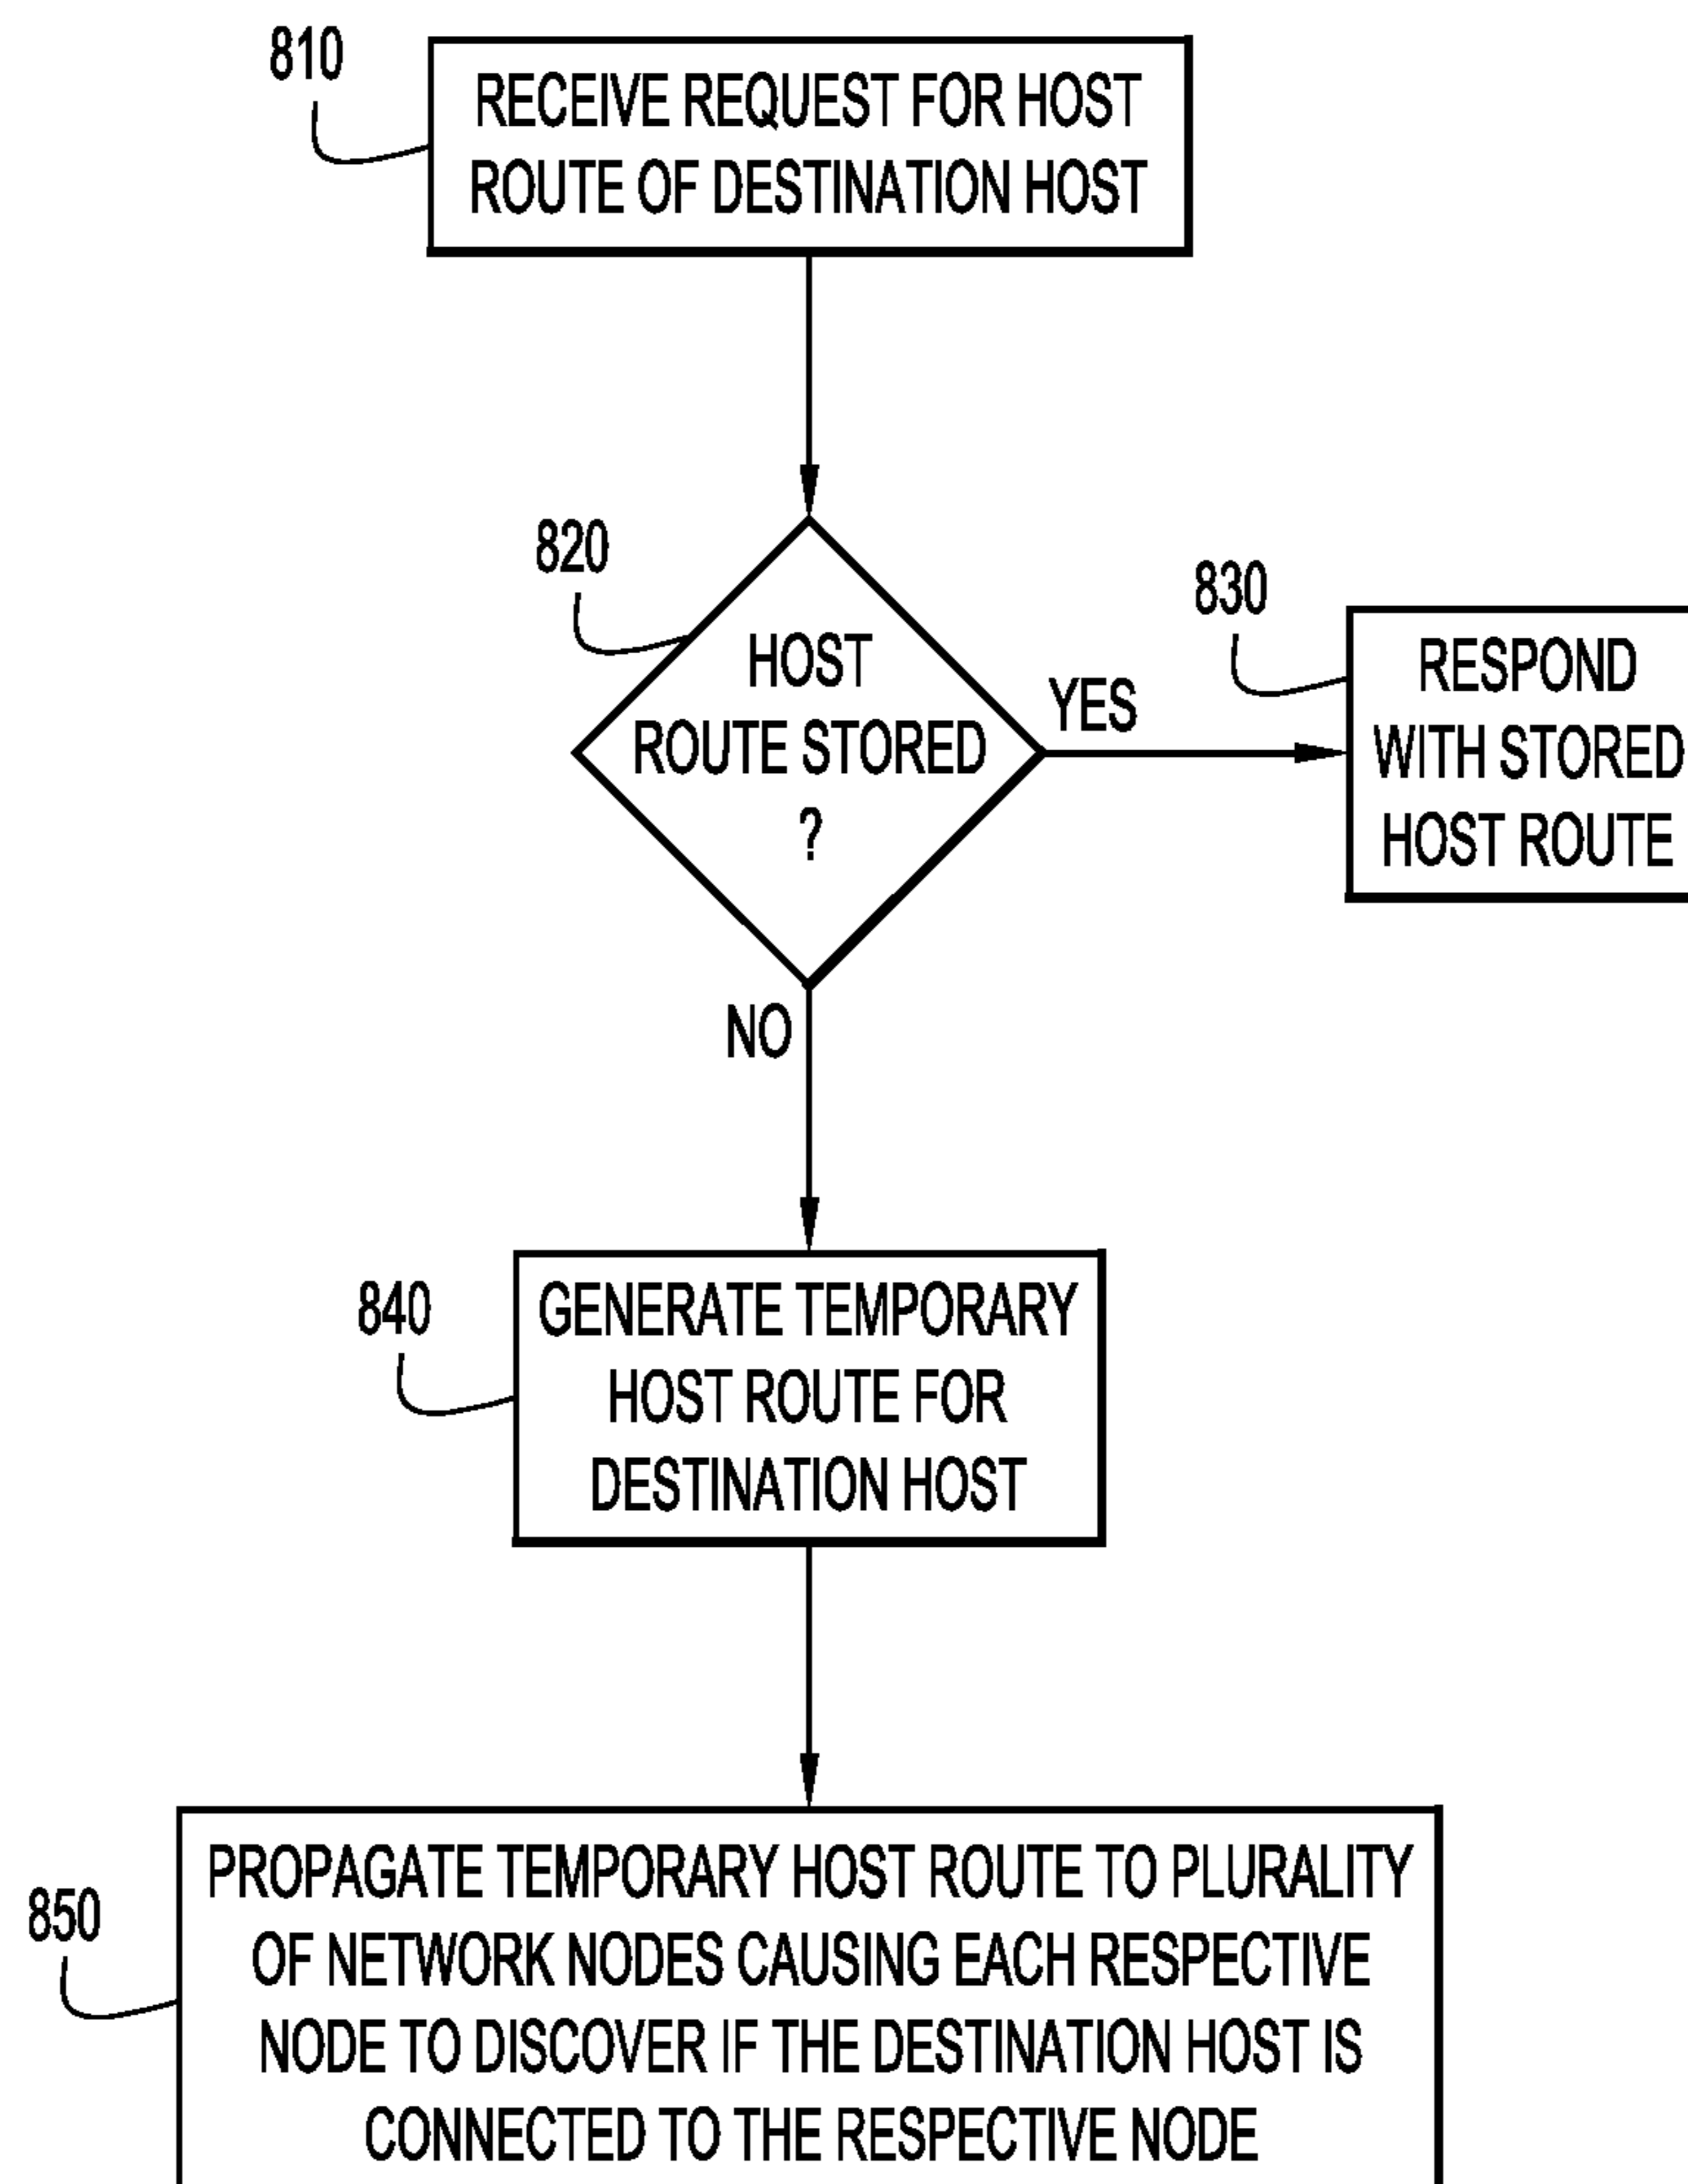 810
RECEIVE REQUEST FOR HOST
ROUTE OF DESTINATION HOST
820
HOST
ROUTE STORED
?
YES
830
RESPOND
WITH STORED
HOST ROUTE
NO
840
GENERATE TEMPORARY
HOST ROUTE FOR
DESTINATION HOST
850
PROPAGATE TEMPORARY HOST ROUTE TO PLURALITY
OF NETWORK NODES CAUSING EACH RESPECTIVE
NODE TO DISCOVER IF THE DESTINATION HOST IS
CONNECTED TO THE RESPECTIVE NODE